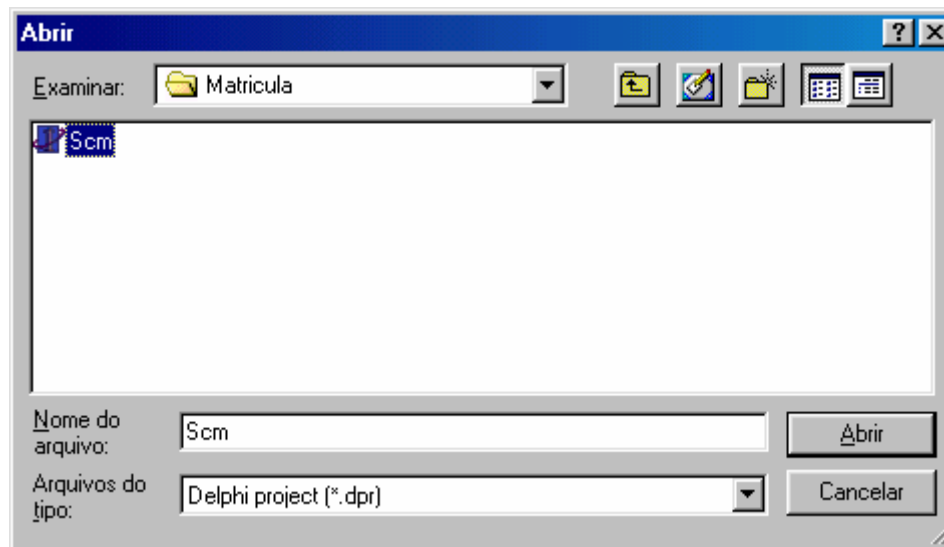 Abrir
Examinar: Matricula
Scm
Nome do
arquivo:
Scm
Abrir
Arquivos do
tipo:
Delphi project (*.dpr)
Cancelar